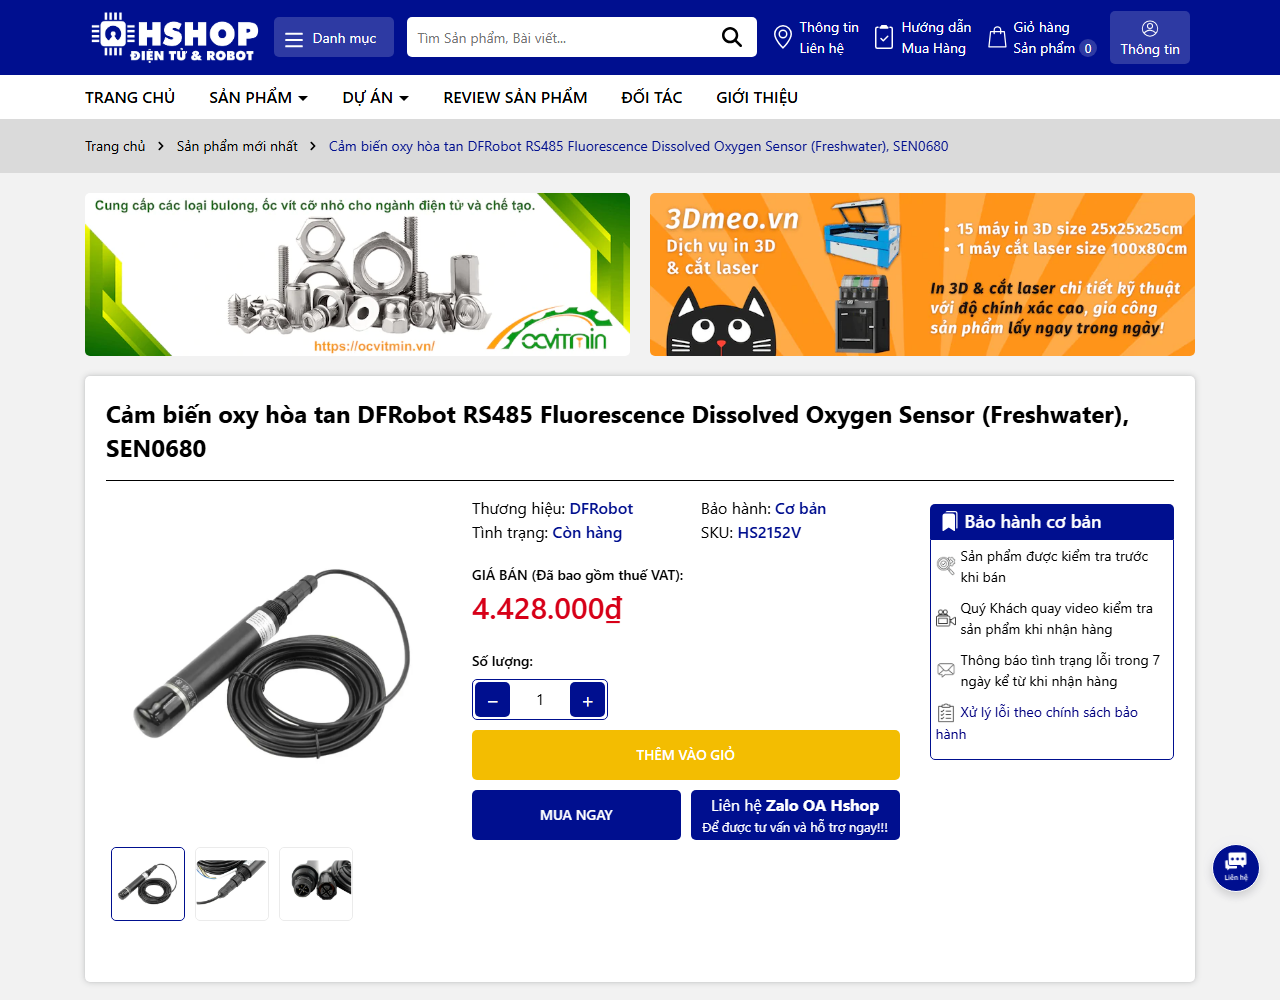 HSHOP
ĐIỆN TỬ & ROBOT
Danh mục
Tìm Sản phẩm, Bài viết...
Thông tin
Liên hệ
Hướng dẫn
Mua Hàng
Giỏ hàng
Sản phẩm 0
Thông tin
TRANG CHỦ
SẢN PHẨM
DỰ ÁN
REVIEW SẢN PHẨM
ĐỐI TÁC
GIỚI THIỆU
Trang chủ > Sản phẩm mới nhất > Cảm biến oxy hòa tan DFRobot RS485 Fluorescence Dissolved Oxygen Sensor (Freshwater), SEN0680
Cung cấp các loại bulong, ốc vít cỡ nhỏ cho ngành điện tử và chế tạo.
https://ocvitmin.vn/
OCVITMIN
3Dmeo.vn
Dịch vụ in 3D
& cắt laser
• 15 máy in 3D size 25x25x25cm
• 1 máy cắt laser size 100x80cm
In 3D & cắt laser chi tiết kỹ thuật
với độ chính xác cao, gia công
sản phẩm lấy ngay trong ngày!
Cảm biến oxy hòa tan DFRobot RS485 Fluorescence Dissolved Oxygen Sensor (Freshwater),
SEN0680
Thương hiệu: DFRobot
Bảo hành: Cơ bản
Tình trạng: Còn hàng
SKU: HS2152V
GIÁ BÁN (Đã bao gồm thuế VAT):
4.428.000₫
Số lượng:
− 1 +
THÊM VÀO GIỎ
MUA NGAY
Liên hệ Zalo OA Hshop
Để được tư vấn và hỗ trợ ngay!!!
Bảo hành cơ bản
Sản phẩm được kiểm tra trước
khi bán
Quý Khách quay video kiểm tra
sản phẩm khi nhận hàng
Thông báo tình trạng lỗi trong 7
ngày kể từ khi nhận hàng
Xử lý lỗi theo chính sách bảo
hành
Liên hệ